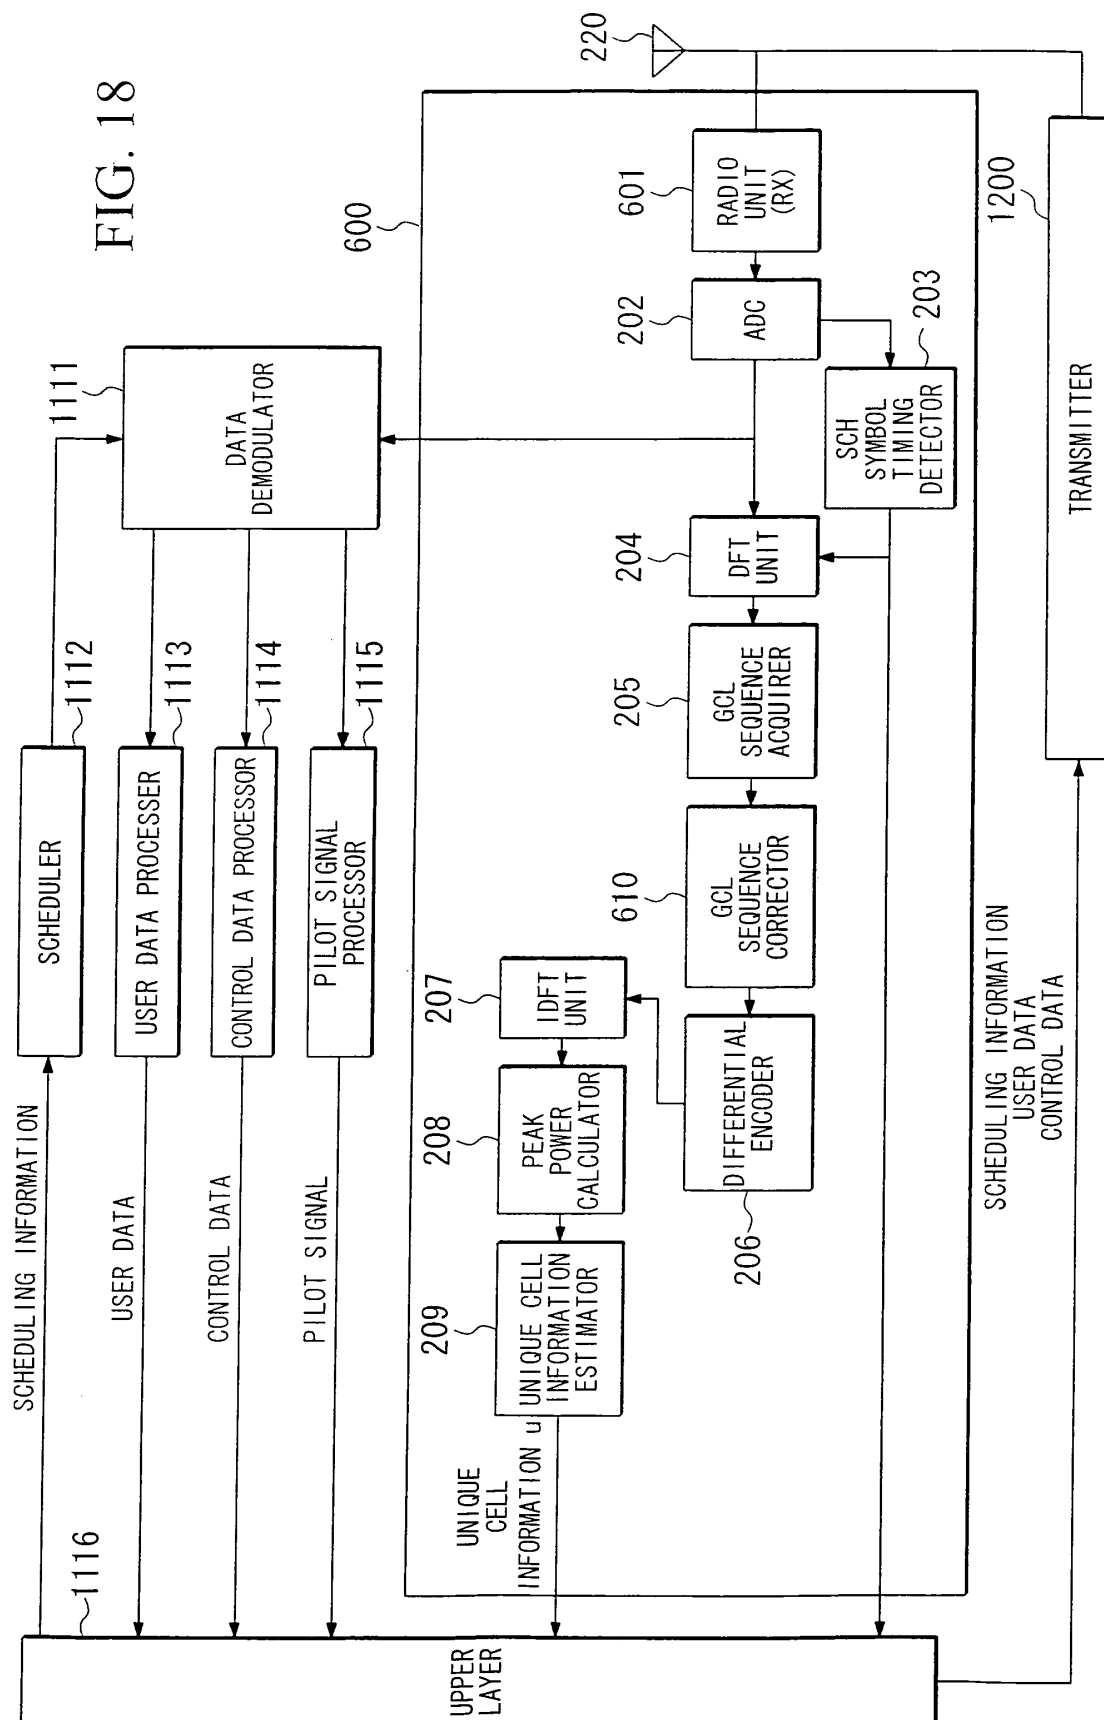 FIG. 18
220
600
601
RADIO
UNIT
(RX)
202
ADC
203
SCH
SYMBOL
TIMING
DETECTOR
1200
TRANSMITTER
1111
DATA
DEMODULATOR
204
DFT
UNIT
205
GCL
SEQUENCE
ACQUIRER
610
GCL
SEQUENCE
CORRECTOR
206
DIFFERENTIAL
ENCODER
207
IDFT
UNIT
208
PEAK
POWER
CALCULATOR
209
UNIQUE CELL
INFORMATION
ESTIMATOR
UNIQUE
CELL
INFORMATION u
1112
SCHEDULER
1113
USER DATA PROCESSER
1114
CONTROL DATA PROCESSOR
1115
PILOT SIGNAL
PROCESSOR
SCHEDULING INFORMATION
USER DATA
CONTROL DATA
PILOT SIGNAL
SCHEDULING INFORMATION
USER DATA
CONTROL DATA
1116
UPPER
LAYER